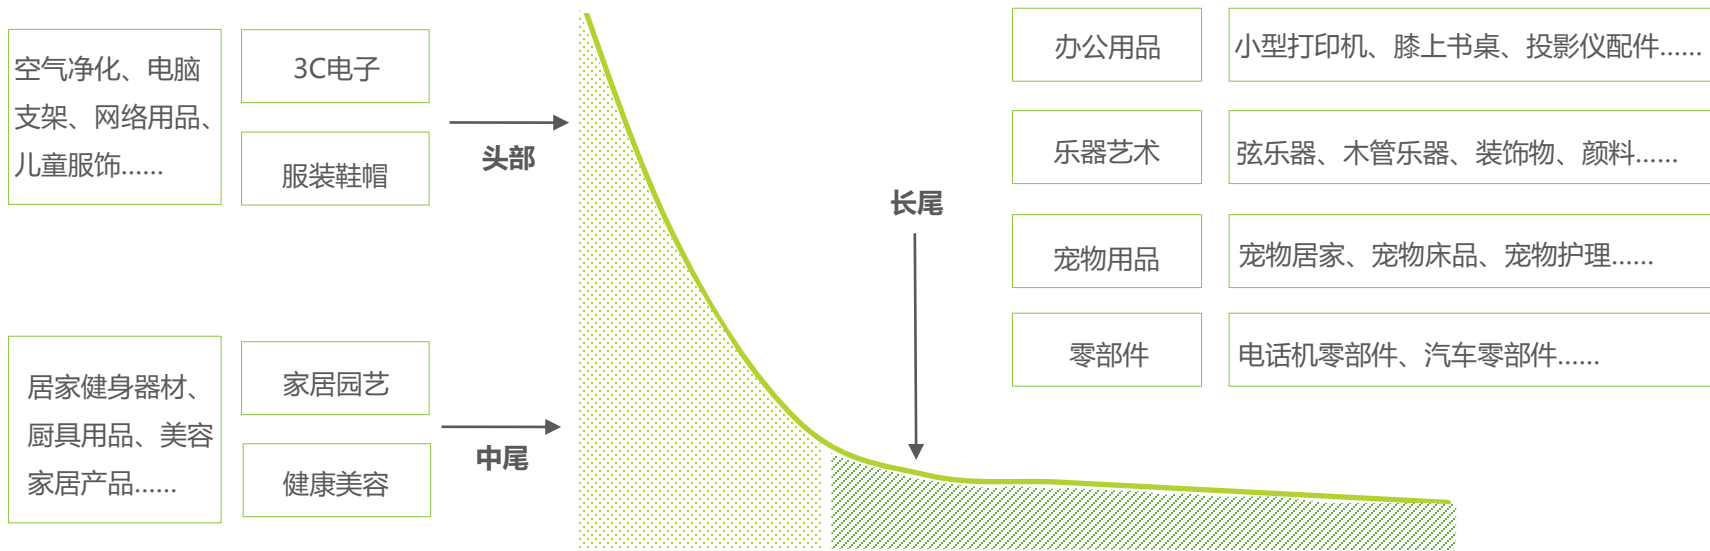 空气净化、电脑
支架、网络用品、
儿童服饰......
3C电子
服装鞋帽
头部
居家健身器材、
厨具用品、美容
家居产品......
家居园艺
健康美容
中尾
长尾
办公用品
小型打印机、膝上书桌、投影仪配件......
乐器艺术
弦乐器、木管乐器、装饰物、颜料......
宠物用品
宠物居家、宠物床品、宠物护理......
零部件
电话机零部件、汽车零部件......